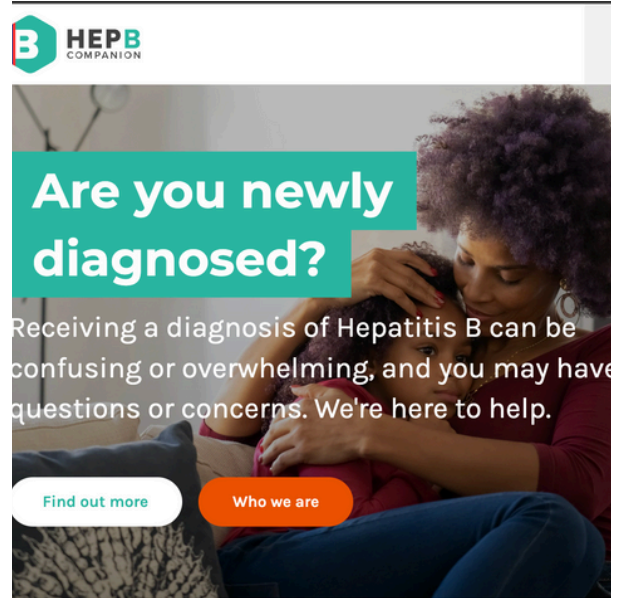 B HEPB
COMPANION
Are you newly
diagnosed?
Receiving a diagnosis of Hepatitis B can be
confusing or overwhelming, and you may have
questions or concerns. We're here to help.
Find out more
Who we are